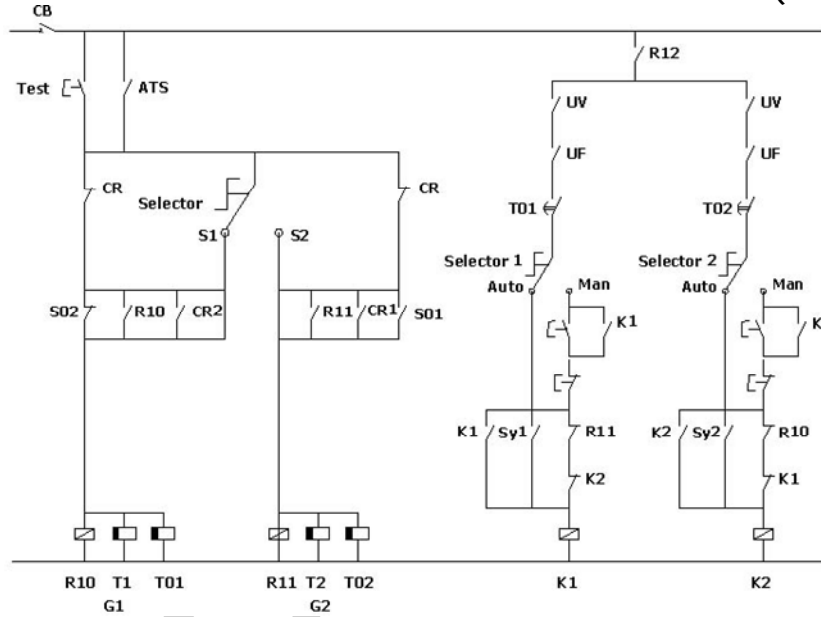 CB
R12
Test ATS
UV UV
UF UF
CR CR
Selector
T01 T02
S1 S2
Selector 1 Selector 2
Auto Man Auto Man
S02 R10 CR2 R11 CR1 S01
K1 K
K1 Sy1 R11 K2 Sy2 R10
K2 K1
R10 T1 T01 R11 T2 T02 K1 K2
G1 G2